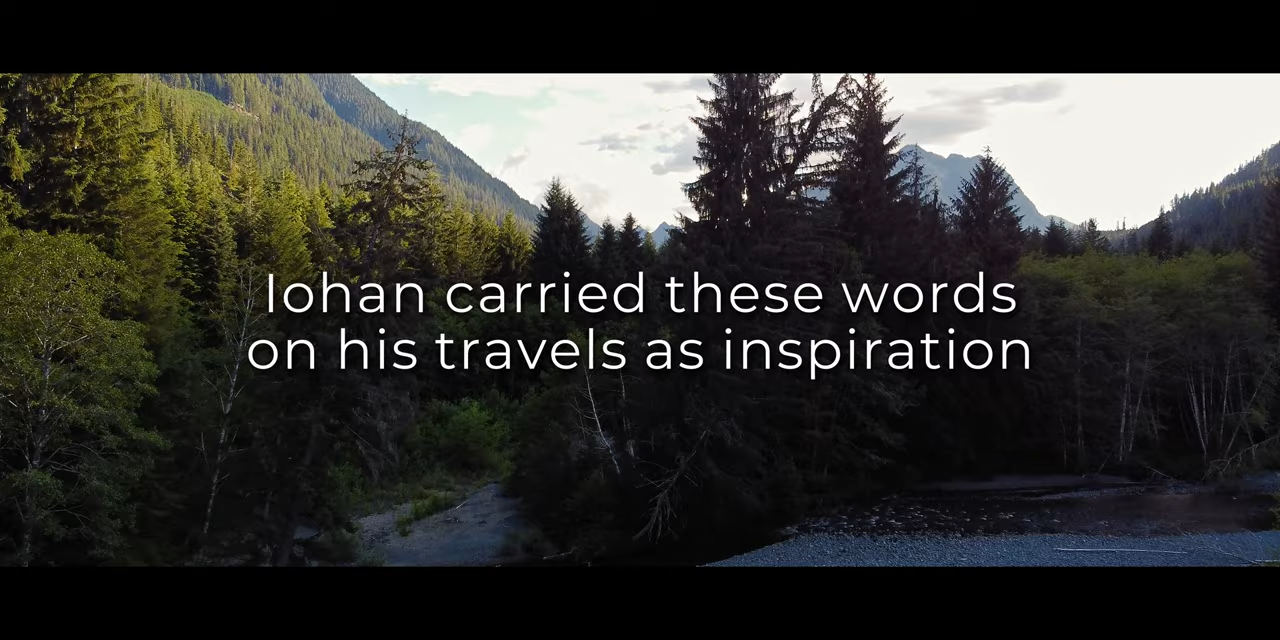 Iohan carried these words
on his travels as inspiration